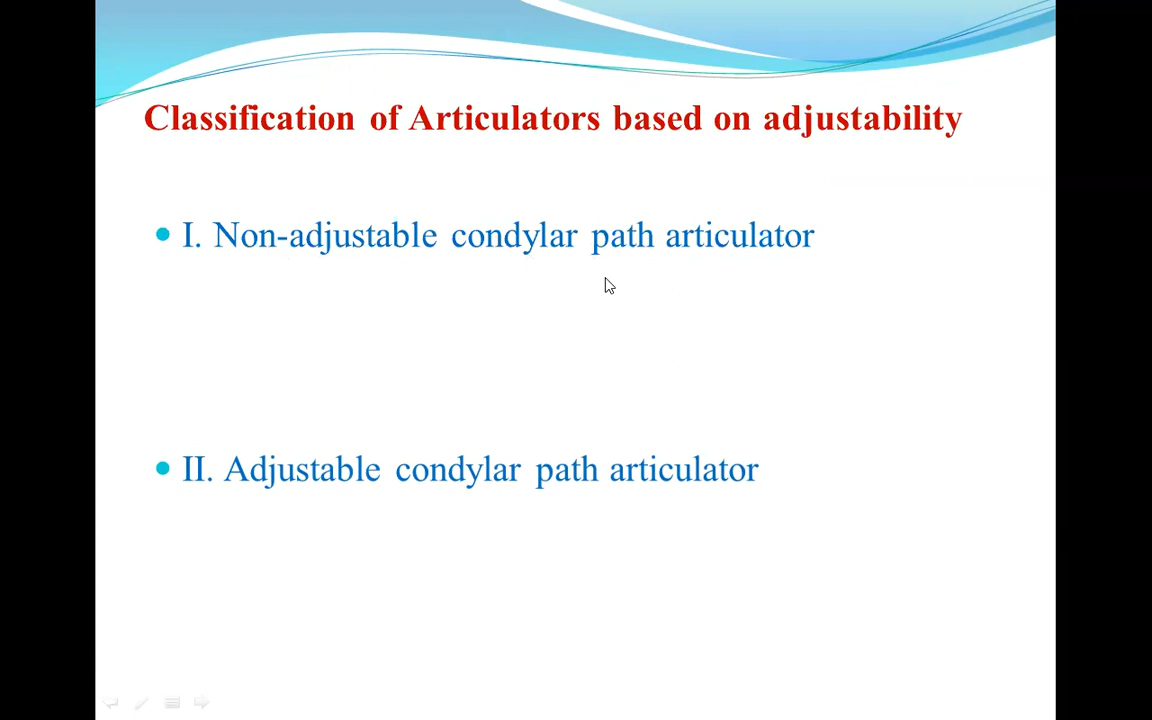 Classification of Articulators based on adjustability
I. Non-adjustable condylar path articulator
II. Adjustable condylar path articulator